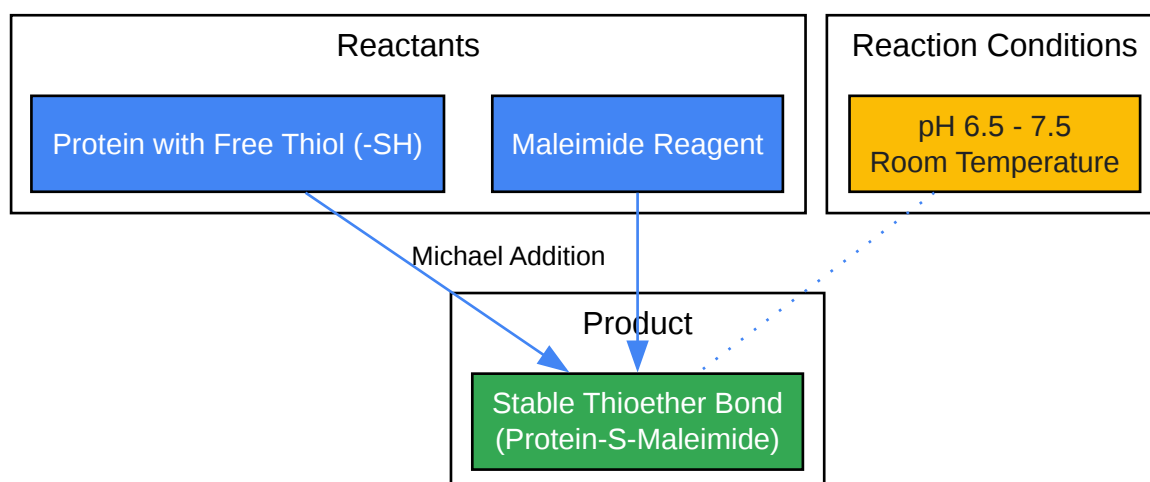 Reactants
Reaction Conditions
Protein with Free Thiol (-SH)
Maleimide Reagent
pH 6.5 - 7.5
Room Temperature
Michael Addition
Product
Stable Thioether Bond
(Protein-S-Maleimide)